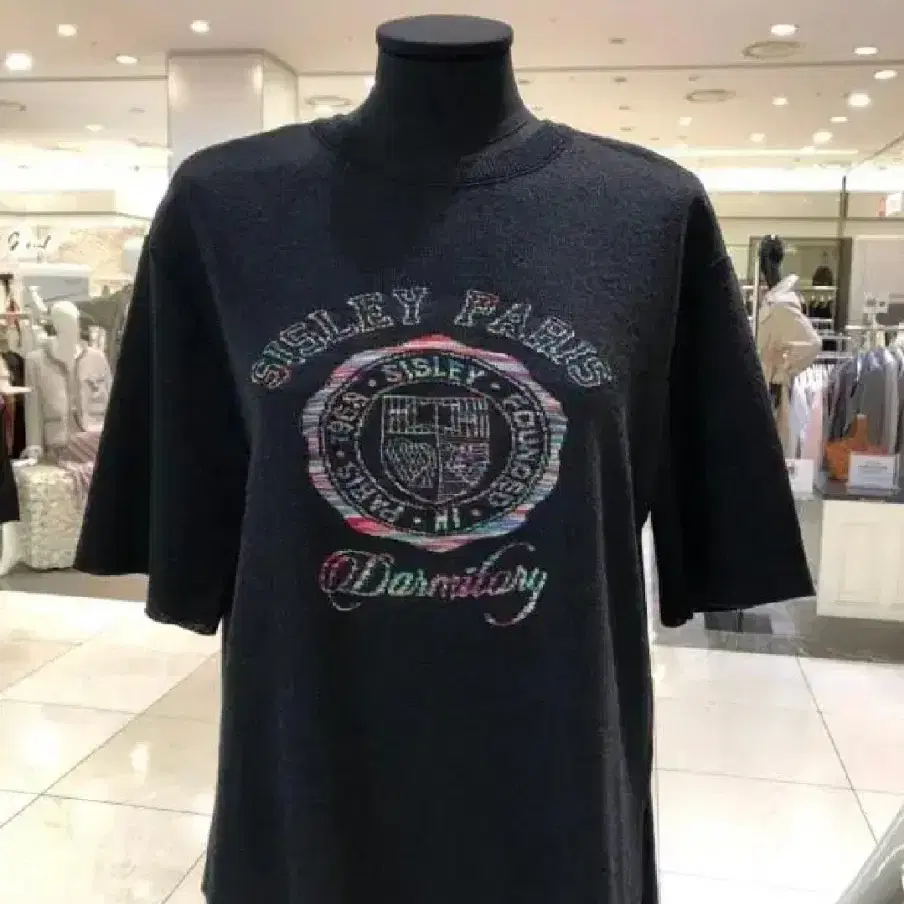 SISLEY PARIS
· SISLEY · FOUNDED · IN · PARIS · 1968
Darmitary